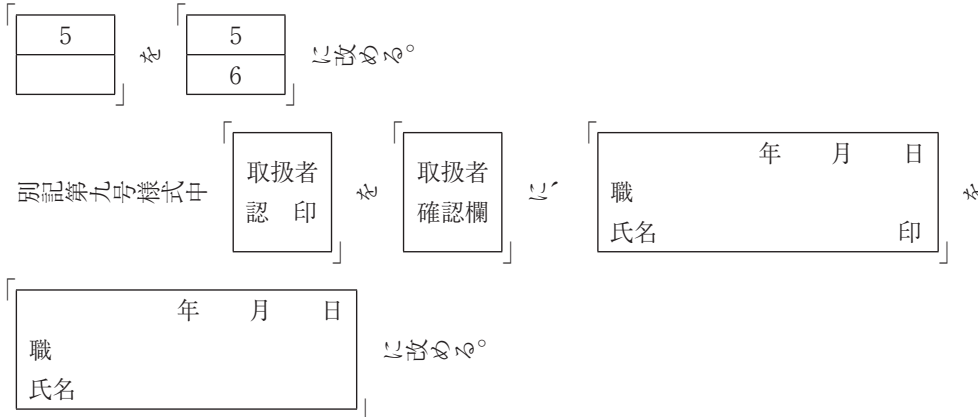 「
5
」を「
5
6
」に改める。
別記第九号様式中「
取扱者
認 印
」を「
取扱者
確認欄
」に、「
年 月 日
職
氏名 印
」を
「
年 月 日
職
氏名
」に改める。